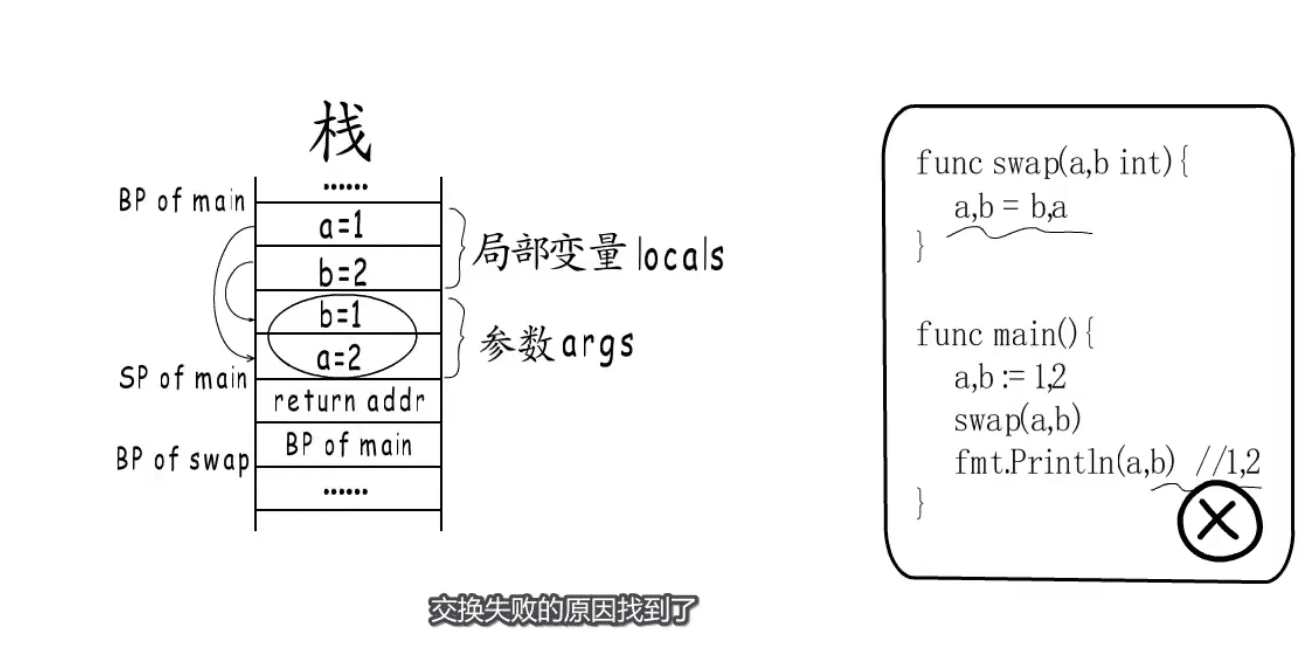 栈
BP of main
......
a=1
b=2
局部变量 locals
b=1
a=2
参数 args
SP of main
return addr
BP of main
BP of swap
......
func swap(a,b int){
a,b = b,a
}
func main(){
a,b := 1,2
swap(a,b)
fmt.Println(a,b) //1,2
}
交换失败的原因找到了